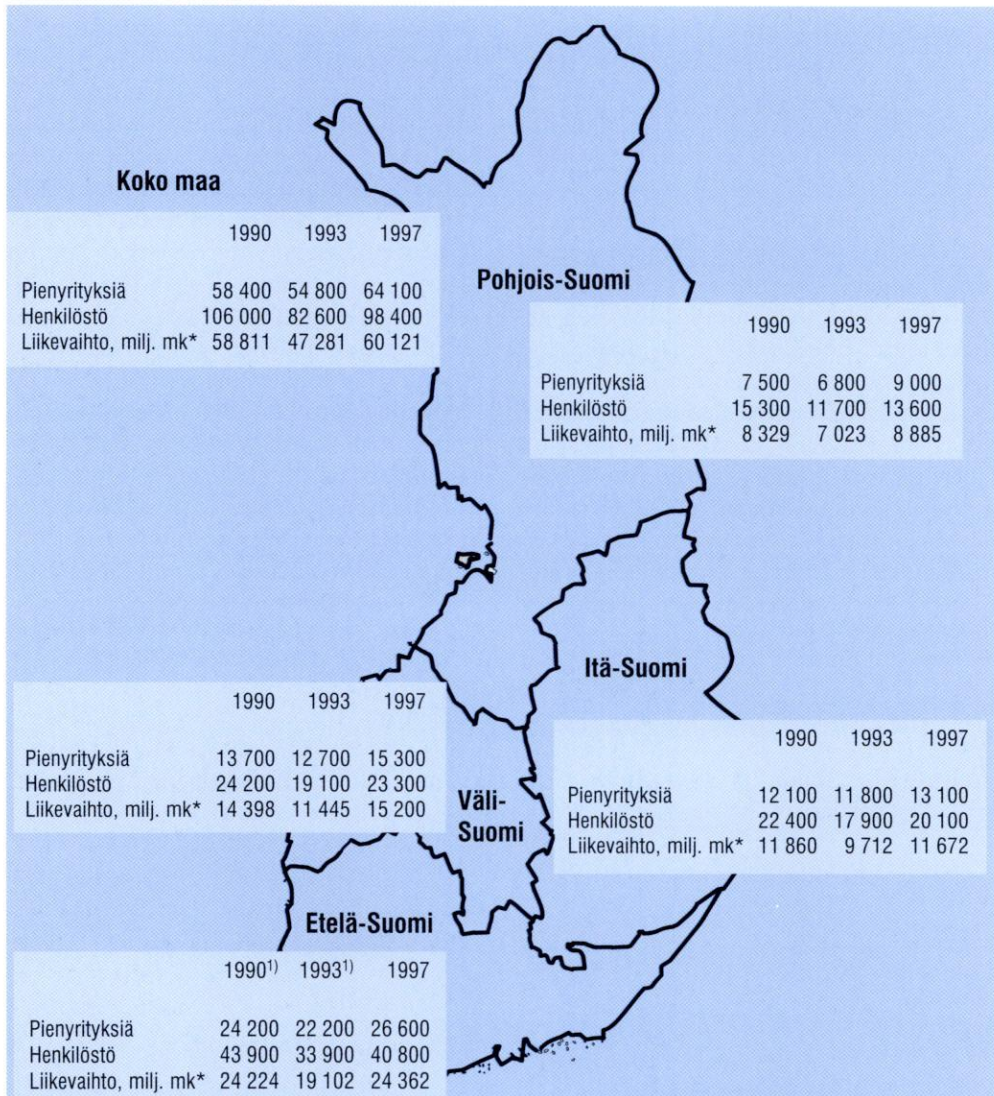 Koko maa
1990 1993 1997
Pienyrityksiä 58 400 54 800 64 100
Henkilöstö 106 000 82 600 98 400
Liikevaihto, milj. mk* 58 811 47 281 60 121
Pohjois-Suomi
1990 1993 1997
Pienyrityksiä 7 500 6 800 9 000
Henkilöstö 15 300 11 700 13 600
Liikevaihto, milj. mk* 8 329 7 023 8 885
Itä-Suomi
1990 1993 1997
Pienyrityksiä 12 100 11 800 13 100
Henkilöstö 22 400 17 900 20 100
Liikevaihto, milj. mk* 11 860 9 712 11 672
Väli-
Suomi
1990 1993 1997
Pienyrityksiä 13 700 12 700 15 300
Henkilöstö 24 200 19 100 23 300
Liikevaihto, milj. mk* 14 398 11 445 15 200
Etelä-Suomi
1990¹⁾ 1993¹⁾ 1997
Pienyrityksiä 24 200 22 200 26 600
Henkilöstö 43 900 33 900 40 800
Liikevaihto, milj. mk* 24 224 19 102 24 362